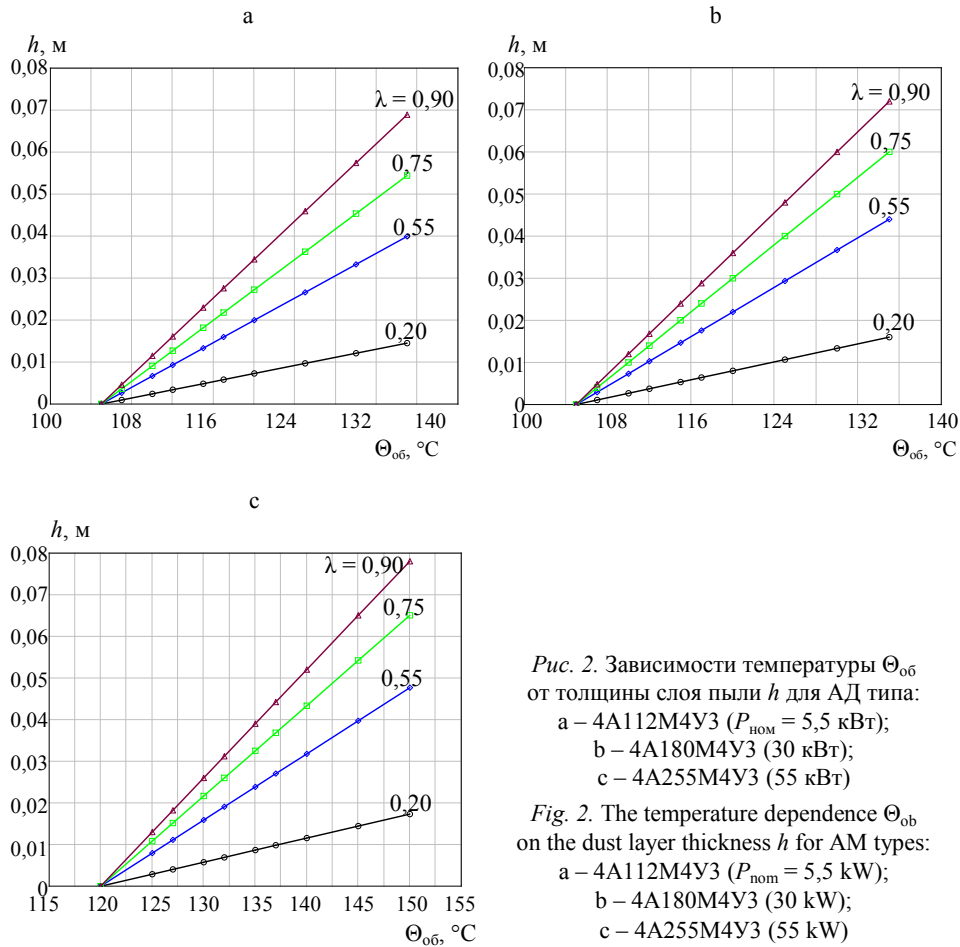 a
h, м
0,08
0,07
0,06
0,05
0,04
0,03
0,02
0,01
0
λ = 0,90
0,75
0,55
0,20
100 108 116 124 132 140
Θоб, °C
b
h, м
0,08
0,07
0,06
0,05
0,04
0,03
0,02
0,01
0
λ = 0,90
0,75
0,55
0,20
100 108 116 124 132 140
Θоб, °C
c
h, м
0,08
0,07
0,06
0,05
0,04
0,03
0,02
0,01
0
λ = 0,90
0,75
0,55
0,20
115 120 125 130 135 140 145 150 155
Θоб, °C
Рис. 2. Зависимости температуры Θоб
от толщины слоя пыли h для АД типа:
a – 4А112М4У3 (Pном = 5,5 кВт);
b – 4А180М4У3 (30 кВт);
c – 4А255М4У3 (55 кВт)
Fig. 2. The temperature dependence Θob
on the dust layer thickness h for AM types:
a – 4А112М4У3 (Pnom = 5,5 kW);
b – 4А180М4У3 (30 kW);
c – 4А255М4У3 (55 kW)